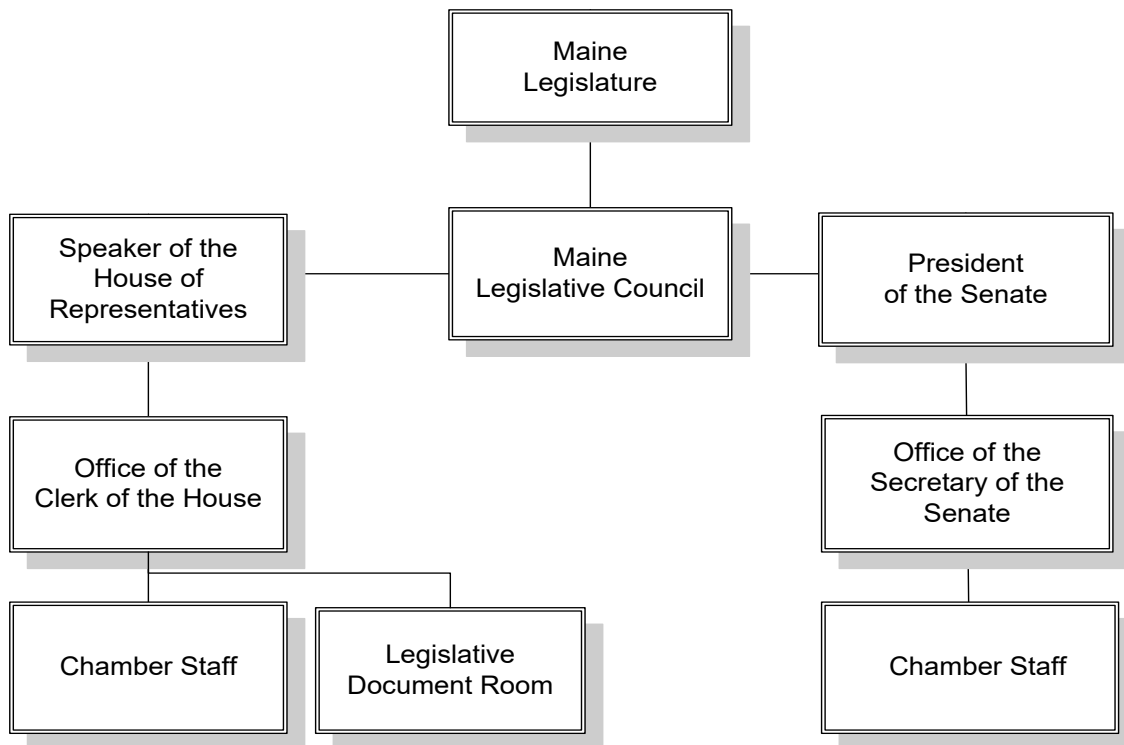 Maine
Legislature
Speaker of the
House of
Representatives
Maine
Legislative Council
President
of the Senate
Office of the
Clerk of the House
Office of the
Secretary of the
Senate
Chamber Staff
Legislative
Document Room
Chamber Staff